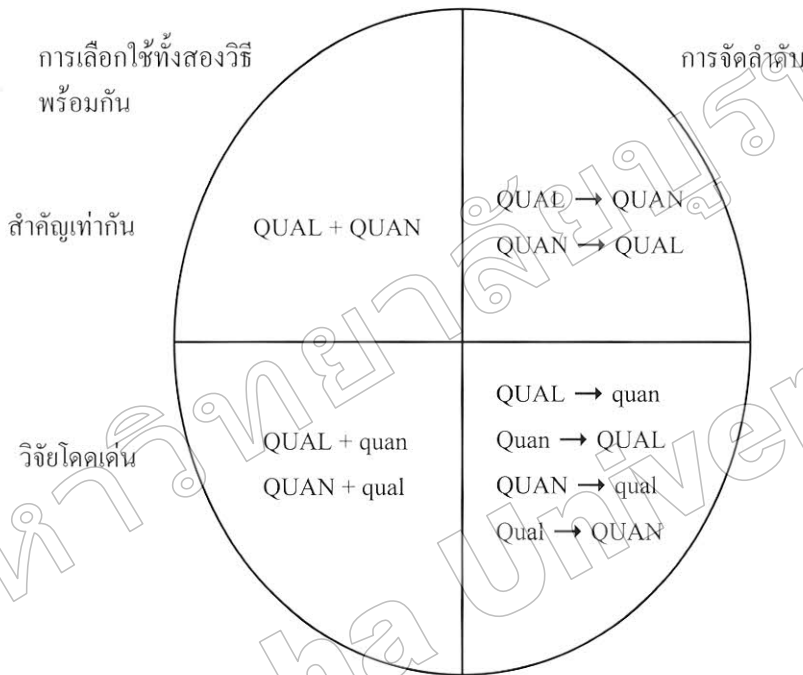 การเลือกใช้ทั้งสองวิธี
พร้อมกัน
การจัดลำดับ
สำคัญเท่ากัน
QUAL + QUAN
QUAL → QUAN
QUAN → QUAL
วิจัยโดดเด่น
QUAL + quan
QUAN + qual
QUAL → quan
Quan → QUAL
QUAN → qual
Qual → QUAN